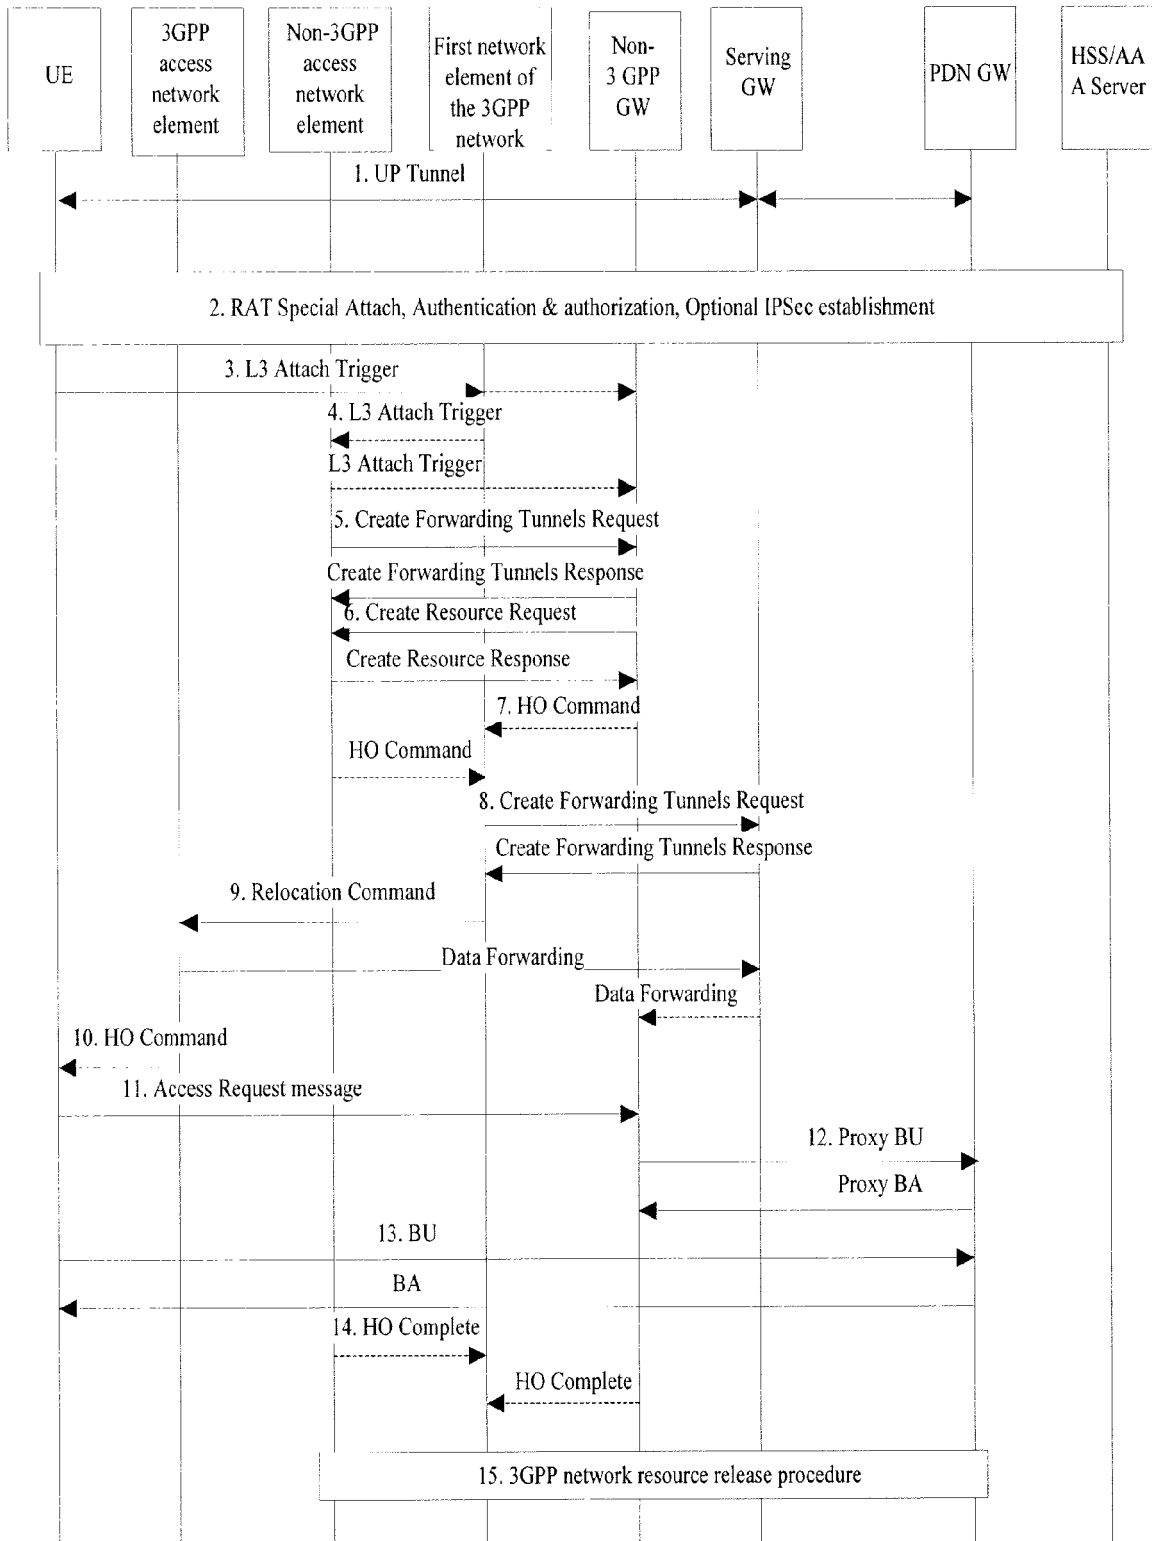 UE
3GPP
access
network
element
Non-3GPP
access
network
element
First network
element of
the 3GPP
network
Non-
3 GPP
GW
Serving
GW
PDN GW
HSS/AA
A Server
1. UP Tunnel
2. RAT Special Attach, Authentication & authorization, Optional IPSec establishment
3. L3 Attach Trigger
4. L3 Attach Trigger
L3 Attach Trigger
5. Create Forwarding Tunnels Request
Create Forwarding Tunnels Response
6. Create Resource Request
Create Resource Response
7. HO Command
HO Command
8. Create Forwarding Tunnels Request
Create Forwarding Tunnels Response
9. Relocation Command
Data Forwarding
Data Forwarding
10. HO Command
11. Access Request message
12. Proxy BU
Proxy BA
13. BU
BA
14. HO Complete
HO Complete
15. 3GPP network resource release procedure